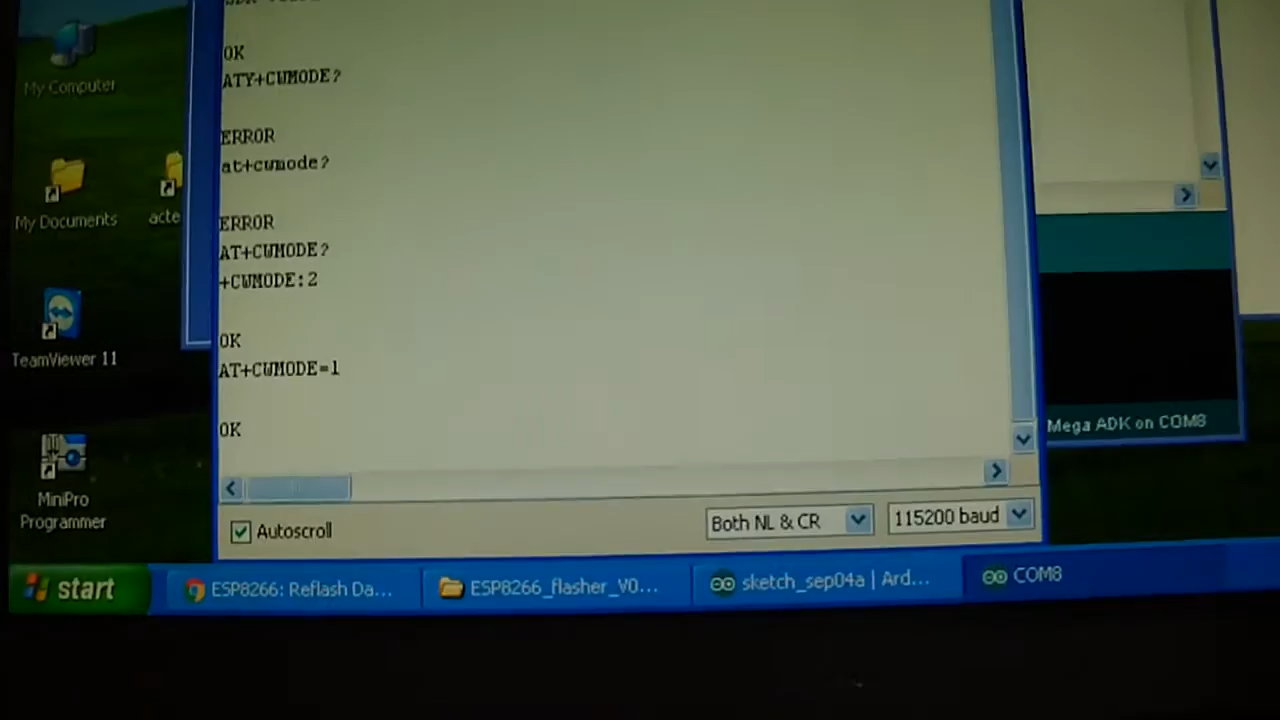 My Computer
My Documents
acte
TeamViewer 11
MiniPro
Programmer
OK
ATY+CWMODE?
ERROR
at+cwmode?
ERROR
AT+CWMODE?
+CWMODE:2
OK
AT+CWMODE=1
OK
Autoscroll
Both NL & CR
115200 baud
Mega ADK on COM8
start
ESP8266: Reflash Da...
ESP8266_flasher_V0...
sketch_sep04a | Ard...
COM8